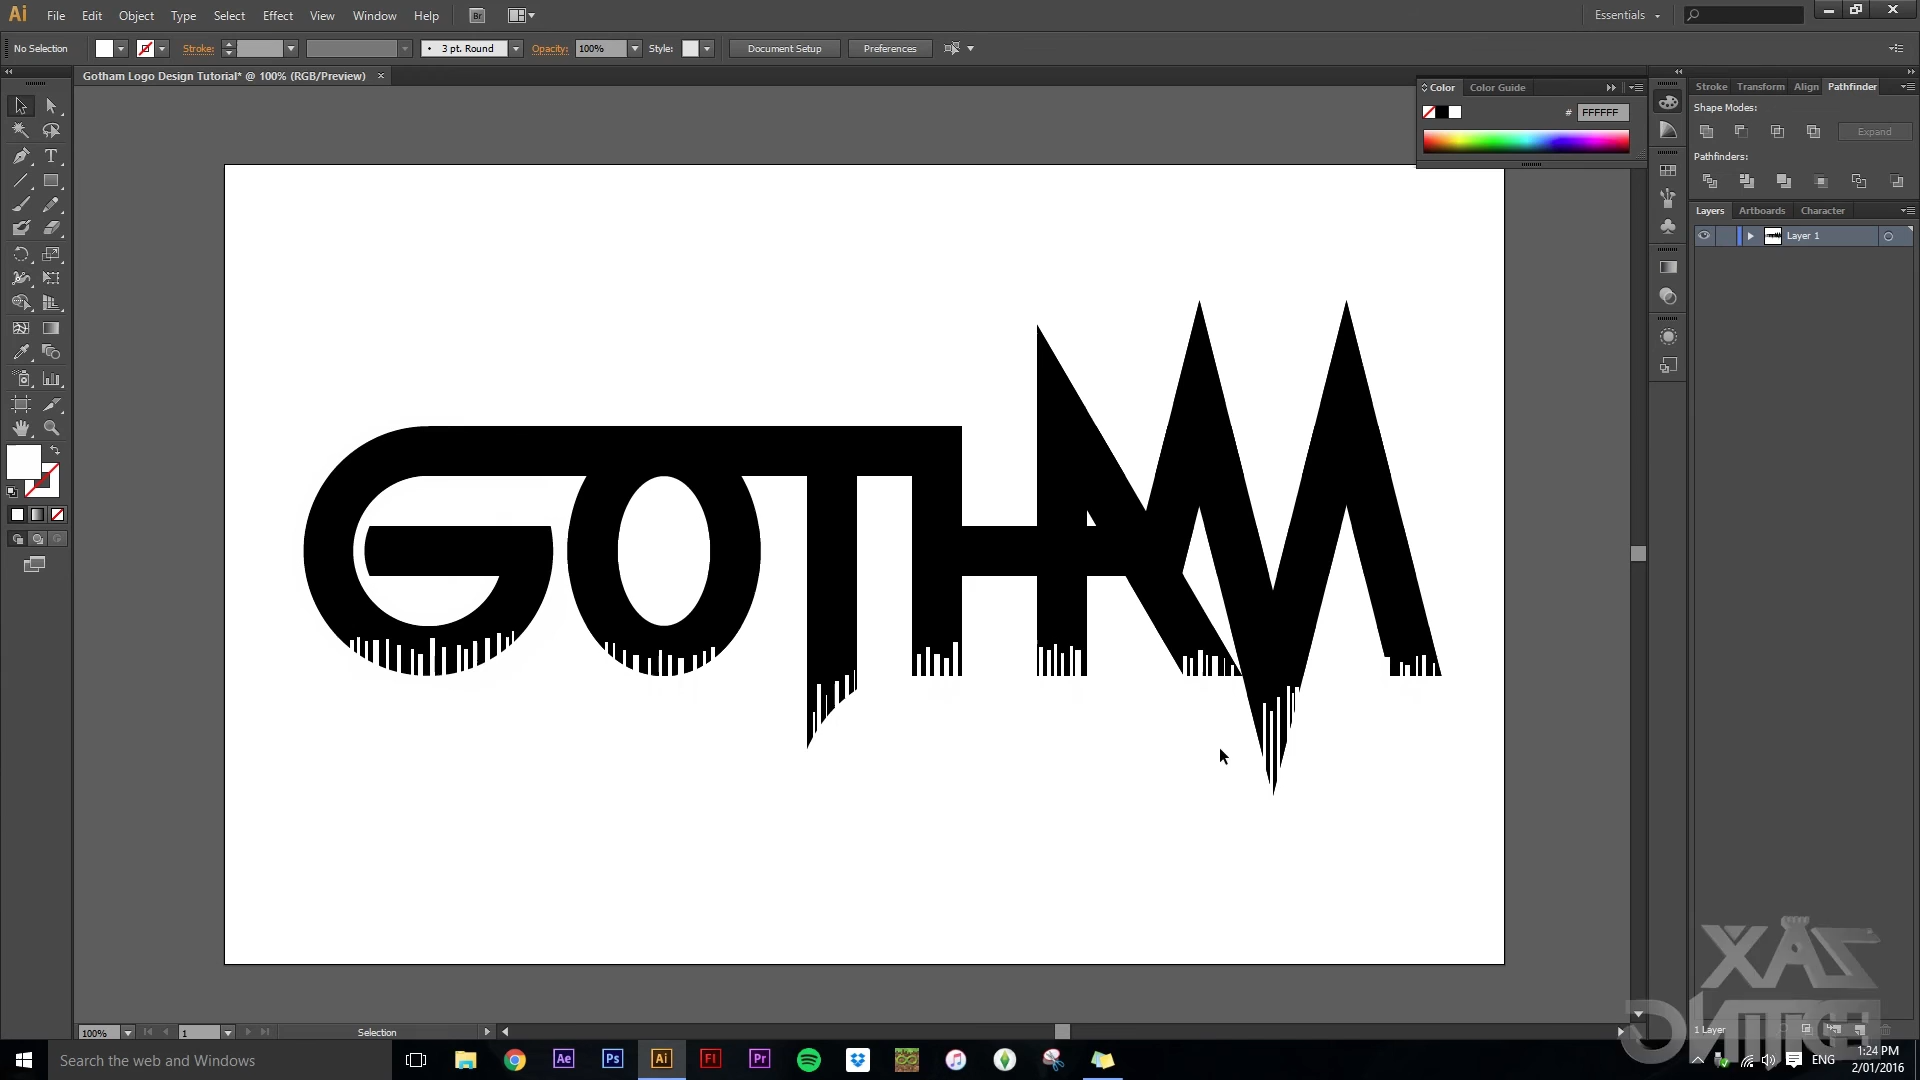 Ai File Edit Object Type Select Effect View Window Help Br Essentials
No Selection Stroke: 3 pt. Round Opacity: 100% Style: Document Setup Preferences
Gotham Logo Design Tutorial* @ 100% (RGB/Preview)
Color Color Guide
# FFFFFF
Stroke Transform Align Pathfinder
Shape Modes:
Expand
Pathfinders:
Layers Artboards Character
Layer 1
GOTHAM
100% 1 Selection
1 Layer
Search the web and Windows
Ae Ps Ai Fl Pr
ENG
1:24 PM
2/01/2016